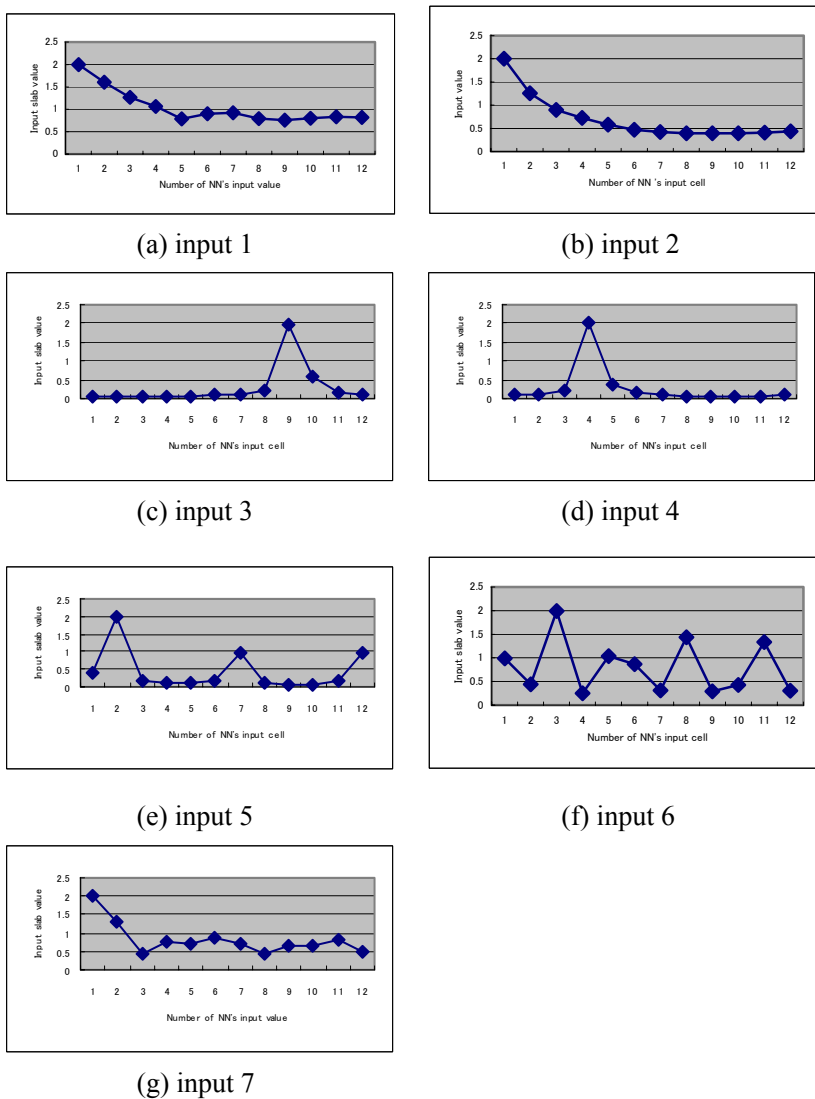 2.5
2
1.5
1
0.5
0
Input slab value
1 2 3 4 5 6 7 8 9 10 11 12
Number of NN's input value
(a) input 1
2.5
2
1.5
1
0.5
0
Input value
1 2 3 4 5 6 7 8 9 10 11 12
Number of NN 's input cell
(b) input 2
2.5
2
1.5
1
0.5
0
Input slab value
1 2 3 4 5 6 7 8 9 10 11 12
Number of NN's input cell
(c) input 3
2.5
2
1.5
1
0.5
0
Input slab value
1 2 3 4 5 6 7 8 9 10 11 12
Number of NN's input cell
(d) input 4
2.5
2
1.5
1
0.5
0
Input salab value
1 2 3 4 5 6 7 8 9 10 11 12
Number of NN's input cell
(e) input 5
2.5
2
1.5
1
0.5
0
Input slab value
1 2 3 4 5 6 7 8 9 10 11 12
Number of NN's input cell
(f) input 6
2.5
2
1.5
1
0.5
0
Input slab value
1 2 3 4 5 6 7 8 9 10 11 12
Number of NN's input value
(g) input 7